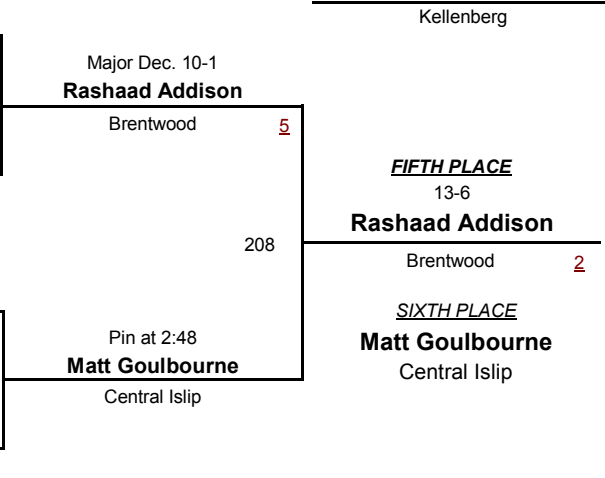 Kellenberg
Major Dec. 10-1
Rashaad Addison
Brentwood 5
208
Pin at 2:48
Matt Goulbourne
Central Islip
FIFTH PLACE
13-6
Rashaad Addison
Brentwood 2
SIXTH PLACE
Matt Goulbourne
Central Islip